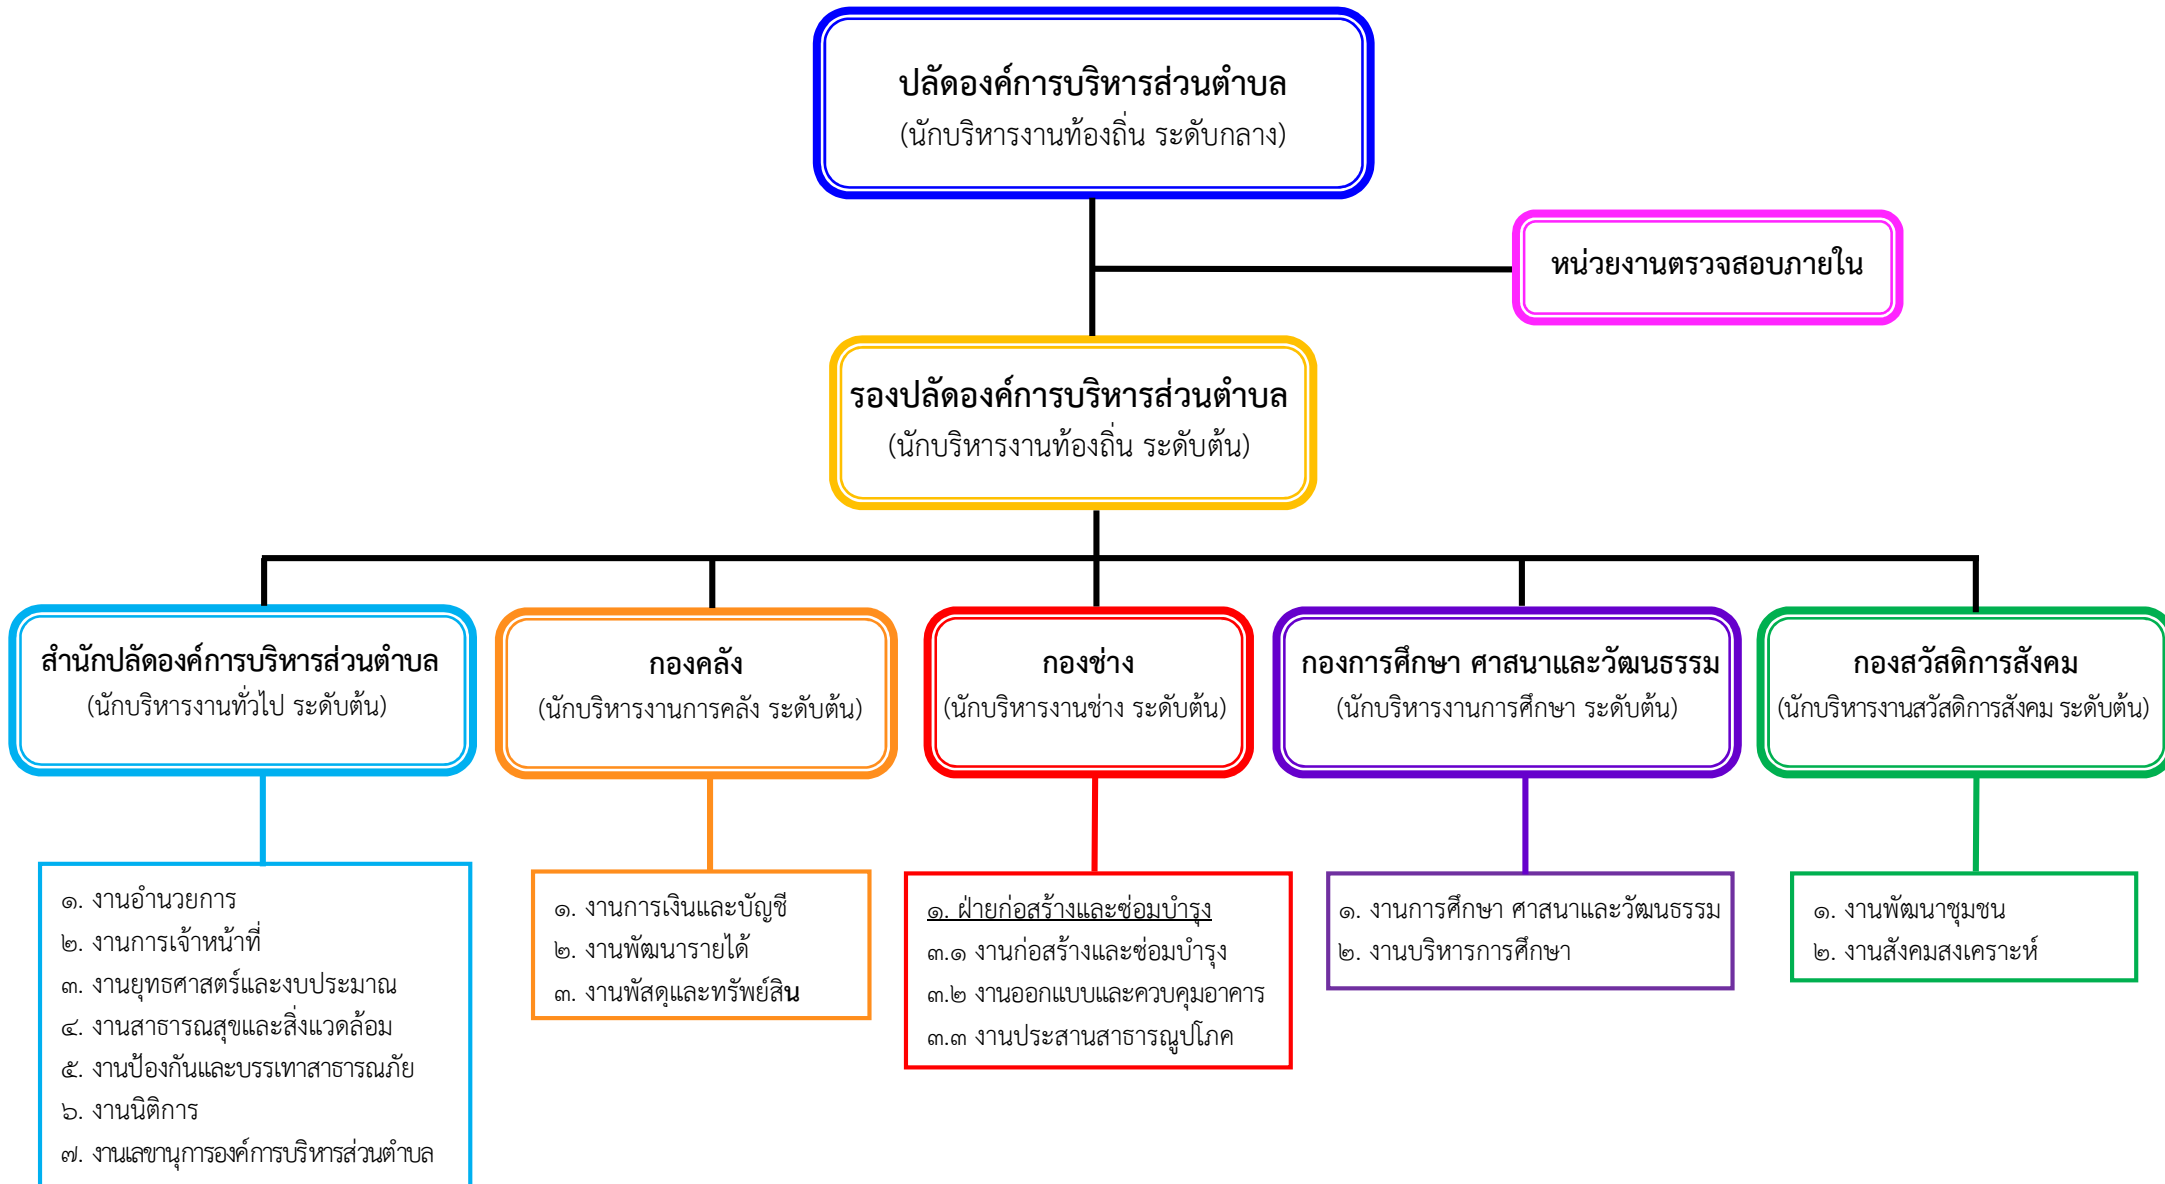 ปลัดองค์การบริหารส่วนตำบล
(นักบริหารงานท้องถิ่น ระดับกลาง)
หน่วยงานตรวจสอบภายใน
รองปลัดองค์การบริหารส่วนตำบล
(นักบริหารงานท้องถิ่น ระดับต้น)
สำนักปลัดองค์การบริหารส่วนตำบล
(นักบริหารงานทั่วไป ระดับต้น)
กองคลัง
(นักบริหารงานการคลัง ระดับต้น)
กองช่าง
(นักบริหารงานช่าง ระดับต้น)
กองการศึกษา ศาสนาและวัฒนธรรม
(นักบริหารงานการศึกษา ระดับต้น)
กองสวัสดิการสังคม
(นักบริหารงานสวัสดิการสังคม ระดับต้น)
๑. งานอำนวยการ
๒. งานการเจ้าหน้าที่
๓. งานยุทธศาสตร์และงบประมาณ
๔. งานสาธารณสุขและสิ่งแวดล้อม
๕. งานป้องกันและบรรเทาสาธารณภัย
๖. งานนิติการ
๗. งานเลขานุการองค์การบริหารส่วนตำบล
๑. งานการเงินและบัญชี
๒. งานพัฒนารายได้
๓. งานพัสดุและทรัพย์สิน
๑. ฝ่ายก่อสร้างและซ่อมบำรุง
๓.๑ งานก่อสร้างและซ่อมบำรุง
๓.๒ งานออกแบบและควบคุมอาคาร
๓.๓ งานประสานสาธารณูปโภค
๑. งานการศึกษา ศาสนาและวัฒนธรรม
๒. งานบริหารการศึกษา
๑. งานพัฒนาชุมชน
๒. งานสังคมสงเคราะห์